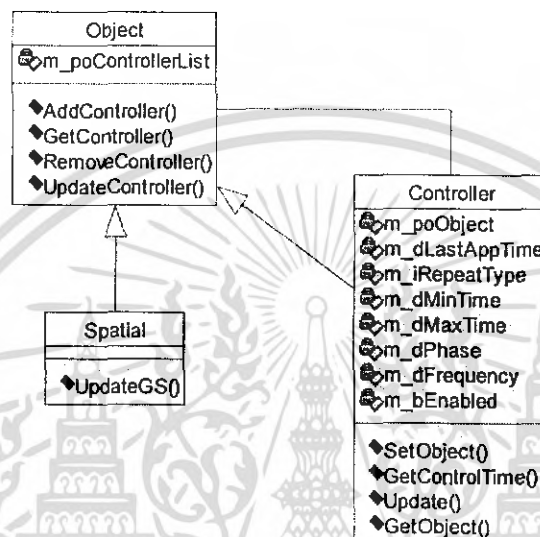 Object
m_poControllerList
AddController()
GetController()
RemoveController()
UpdateController()
Spatial
UpdateGS()
Controller
m_poObject
m_dLastAppTime
m_iRepeatType
m_dMinTime
m_dMaxTime
m_dPhase
m_dFrequency
m_bEnabled
SetObject()
GetControlTime()
Update()
GetObject()